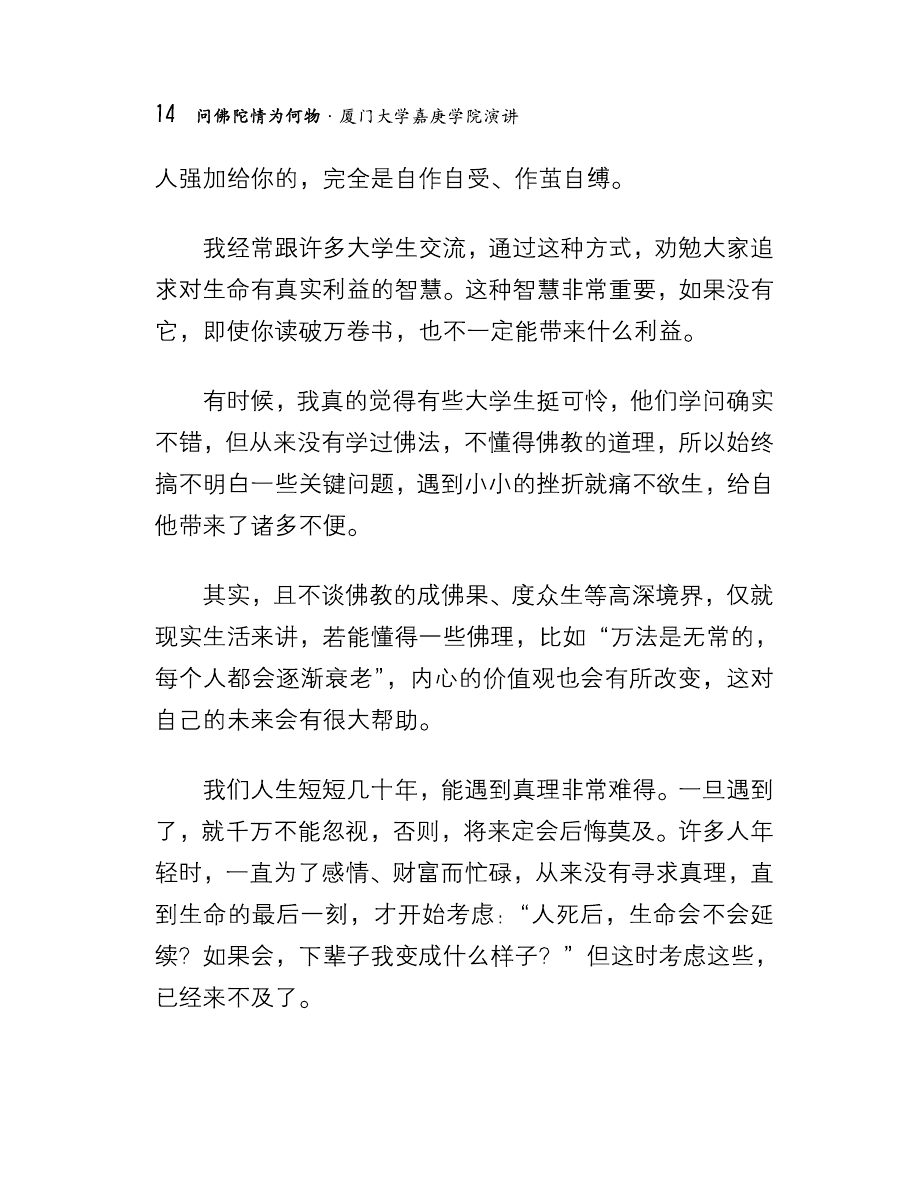 14 问佛陀情为何物·厦门大学嘉庚学院演讲
人强加给你的，完全是自作自受、作茧自缚。
我经常跟许多大学生交流，通过这种方式，劝勉大家追
求对生命有真实利益的智慧。这种智慧非常重要，如果没有
它，即使你读破万卷书，也不一定能带来什么利益。
有时候，我真的觉得有些大学生挺可怜，他们学问确实
不错，但从来没有学过佛法，不懂得佛教的道理，所以始终
搞不明白一些关键问题，遇到小小的挫折就痛不欲生，给自
他带来了诸多不便。
其实，且不谈佛教的成佛果、度众生等高深境界，仅就
现实生活来讲，若能懂得一些佛理，比如“万法是无常的，
每个人都会逐渐衰老”，内心的价值观也会有所改变，这对
自己的未来会有很大帮助。
我们人生短短几十年，能遇到真理非常难得。一旦遇到
了，就千万不能忽视，否则，将来定会后悔莫及。许多人年
轻时，一直为了感情、财富而忙碌，从来没有寻求真理，直
到生命的最后一刻，才开始考虑：“人死后，生命会不会延
续？如果会，下辈子我变成什么样子？”但这时考虑这些，
已经来不及了。